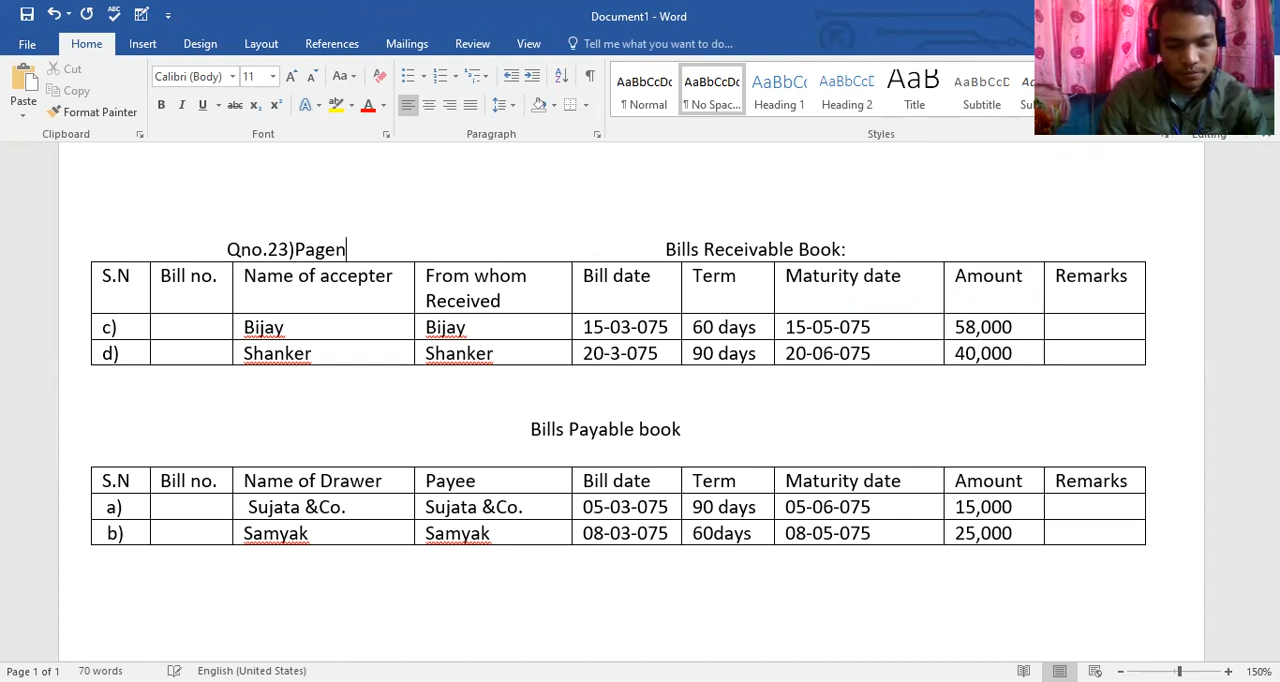 Document1 - Word
File Home Insert Design Layout References Mailings Review View Tell me what you want to do...
Paste Cut Copy Format Painter
Calibri (Body) 11 Aa
B I U abc X2 X2 A A
AaBbCcDc AaBbCcDc AaBbCc AaBbCcE AaB AaBbCcD
¶ Normal ¶ No Spac... Heading 1 Heading 2 Title Subtitle
Clipboard Font Paragraph Styles Editing
Qno.23)Pagen Bills Receivable Book:
S.N Bill no. Name of accepter From whom Received Bill date Term Maturity date Amount Remarks
c) Bijay Bijay 15-03-075 60 days 15-05-075 58,000
d) Shanker Shanker 20-3-075 90 days 20-06-075 40,000
Bills Payable book
S.N Bill no. Name of Drawer Payee Bill date Term Maturity date Amount Remarks
a) Sujata &Co. Sujata &Co. 05-03-075 90 days 05-06-075 15,000
b) Samyak Samyak 08-03-075 60days 08-05-075 25,000
Page 1 of 1 70 words English (United States) 150%